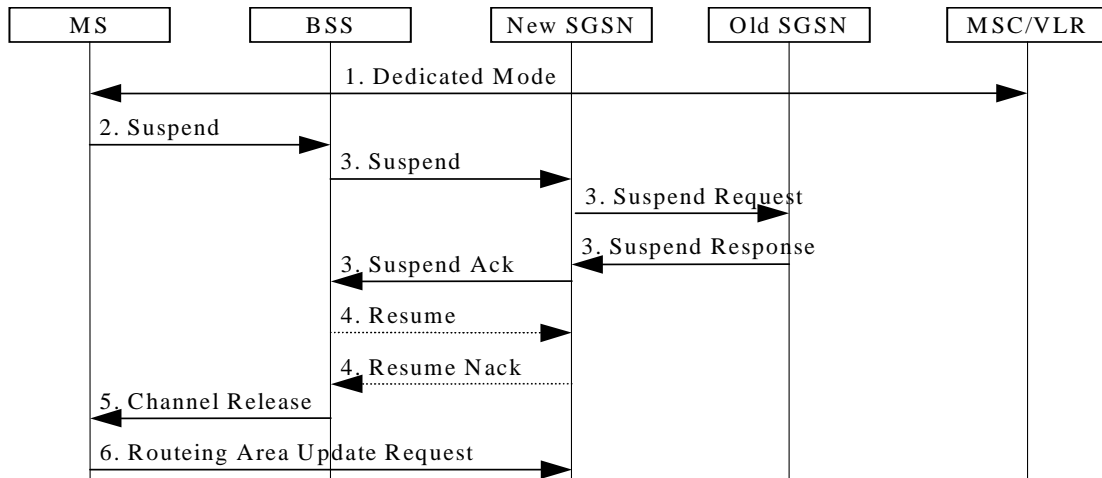 MS
BSS
New SGSN
Old SGSN
MSC/VLR
1. Dedicated Mode
2. Suspend
3. Suspend
3. Suspend Request
3. Suspend Response
3. Suspend Ack
4. Resume
4. Resume Nack
5. Channel Release
6. Routeing Area Update Request